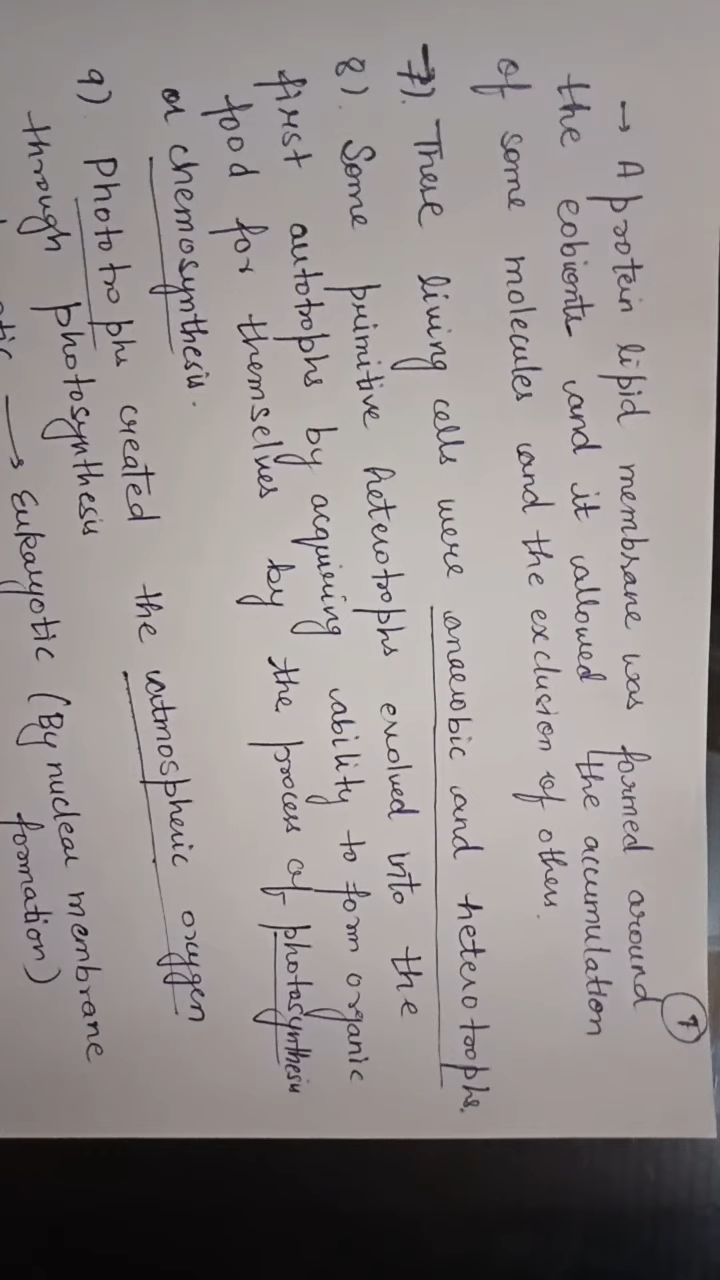 7
→ A protein lipid membrane was formed around
the eobionts and it allowed the accumulation
of some molecules and the exclusion of others.
7). These living cells were anaerobic and heterotrophs.
8). Some primitive heterotrophs evolved into the
first autotrophs by acquiring ability to form organic
food for themselves by the process of photosynthesis
or chemosynthesis.
9). Phototrophs created the atmospheric oxygen
through photosynthesis
→ Eukaryotic (By nuclear membrane
formation)